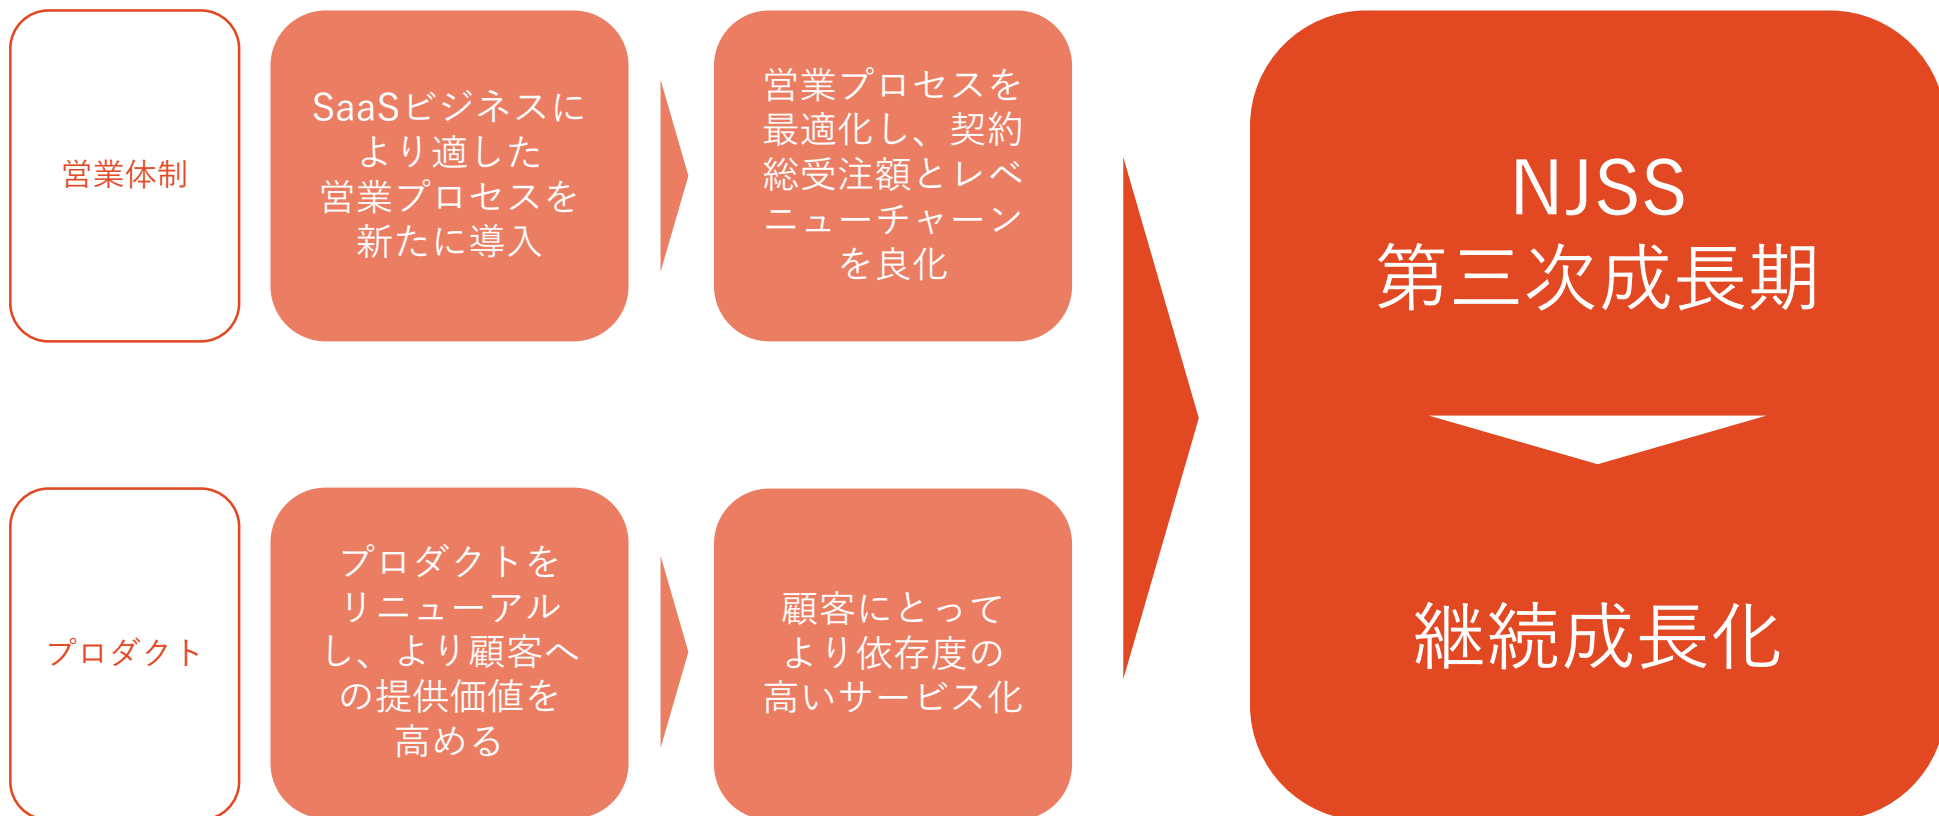 営業体制
SaaSビジネスに
より適した
営業プロセスを
新たに導入
営業プロセスを
最適化し、契約
総受注額とレベ
ニューチャーン
を良化
プロダクト
プロダクトを
リニューアル
し、より顧客へ
の提供価値を
高める
顧客にとって
より依存度の
高いサービス化
NJSS
第三次成長期
継続成長化